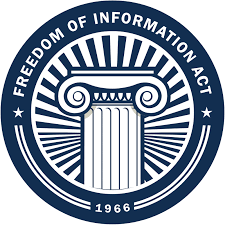 FREEDOM OF INFORMATION ACT
1966